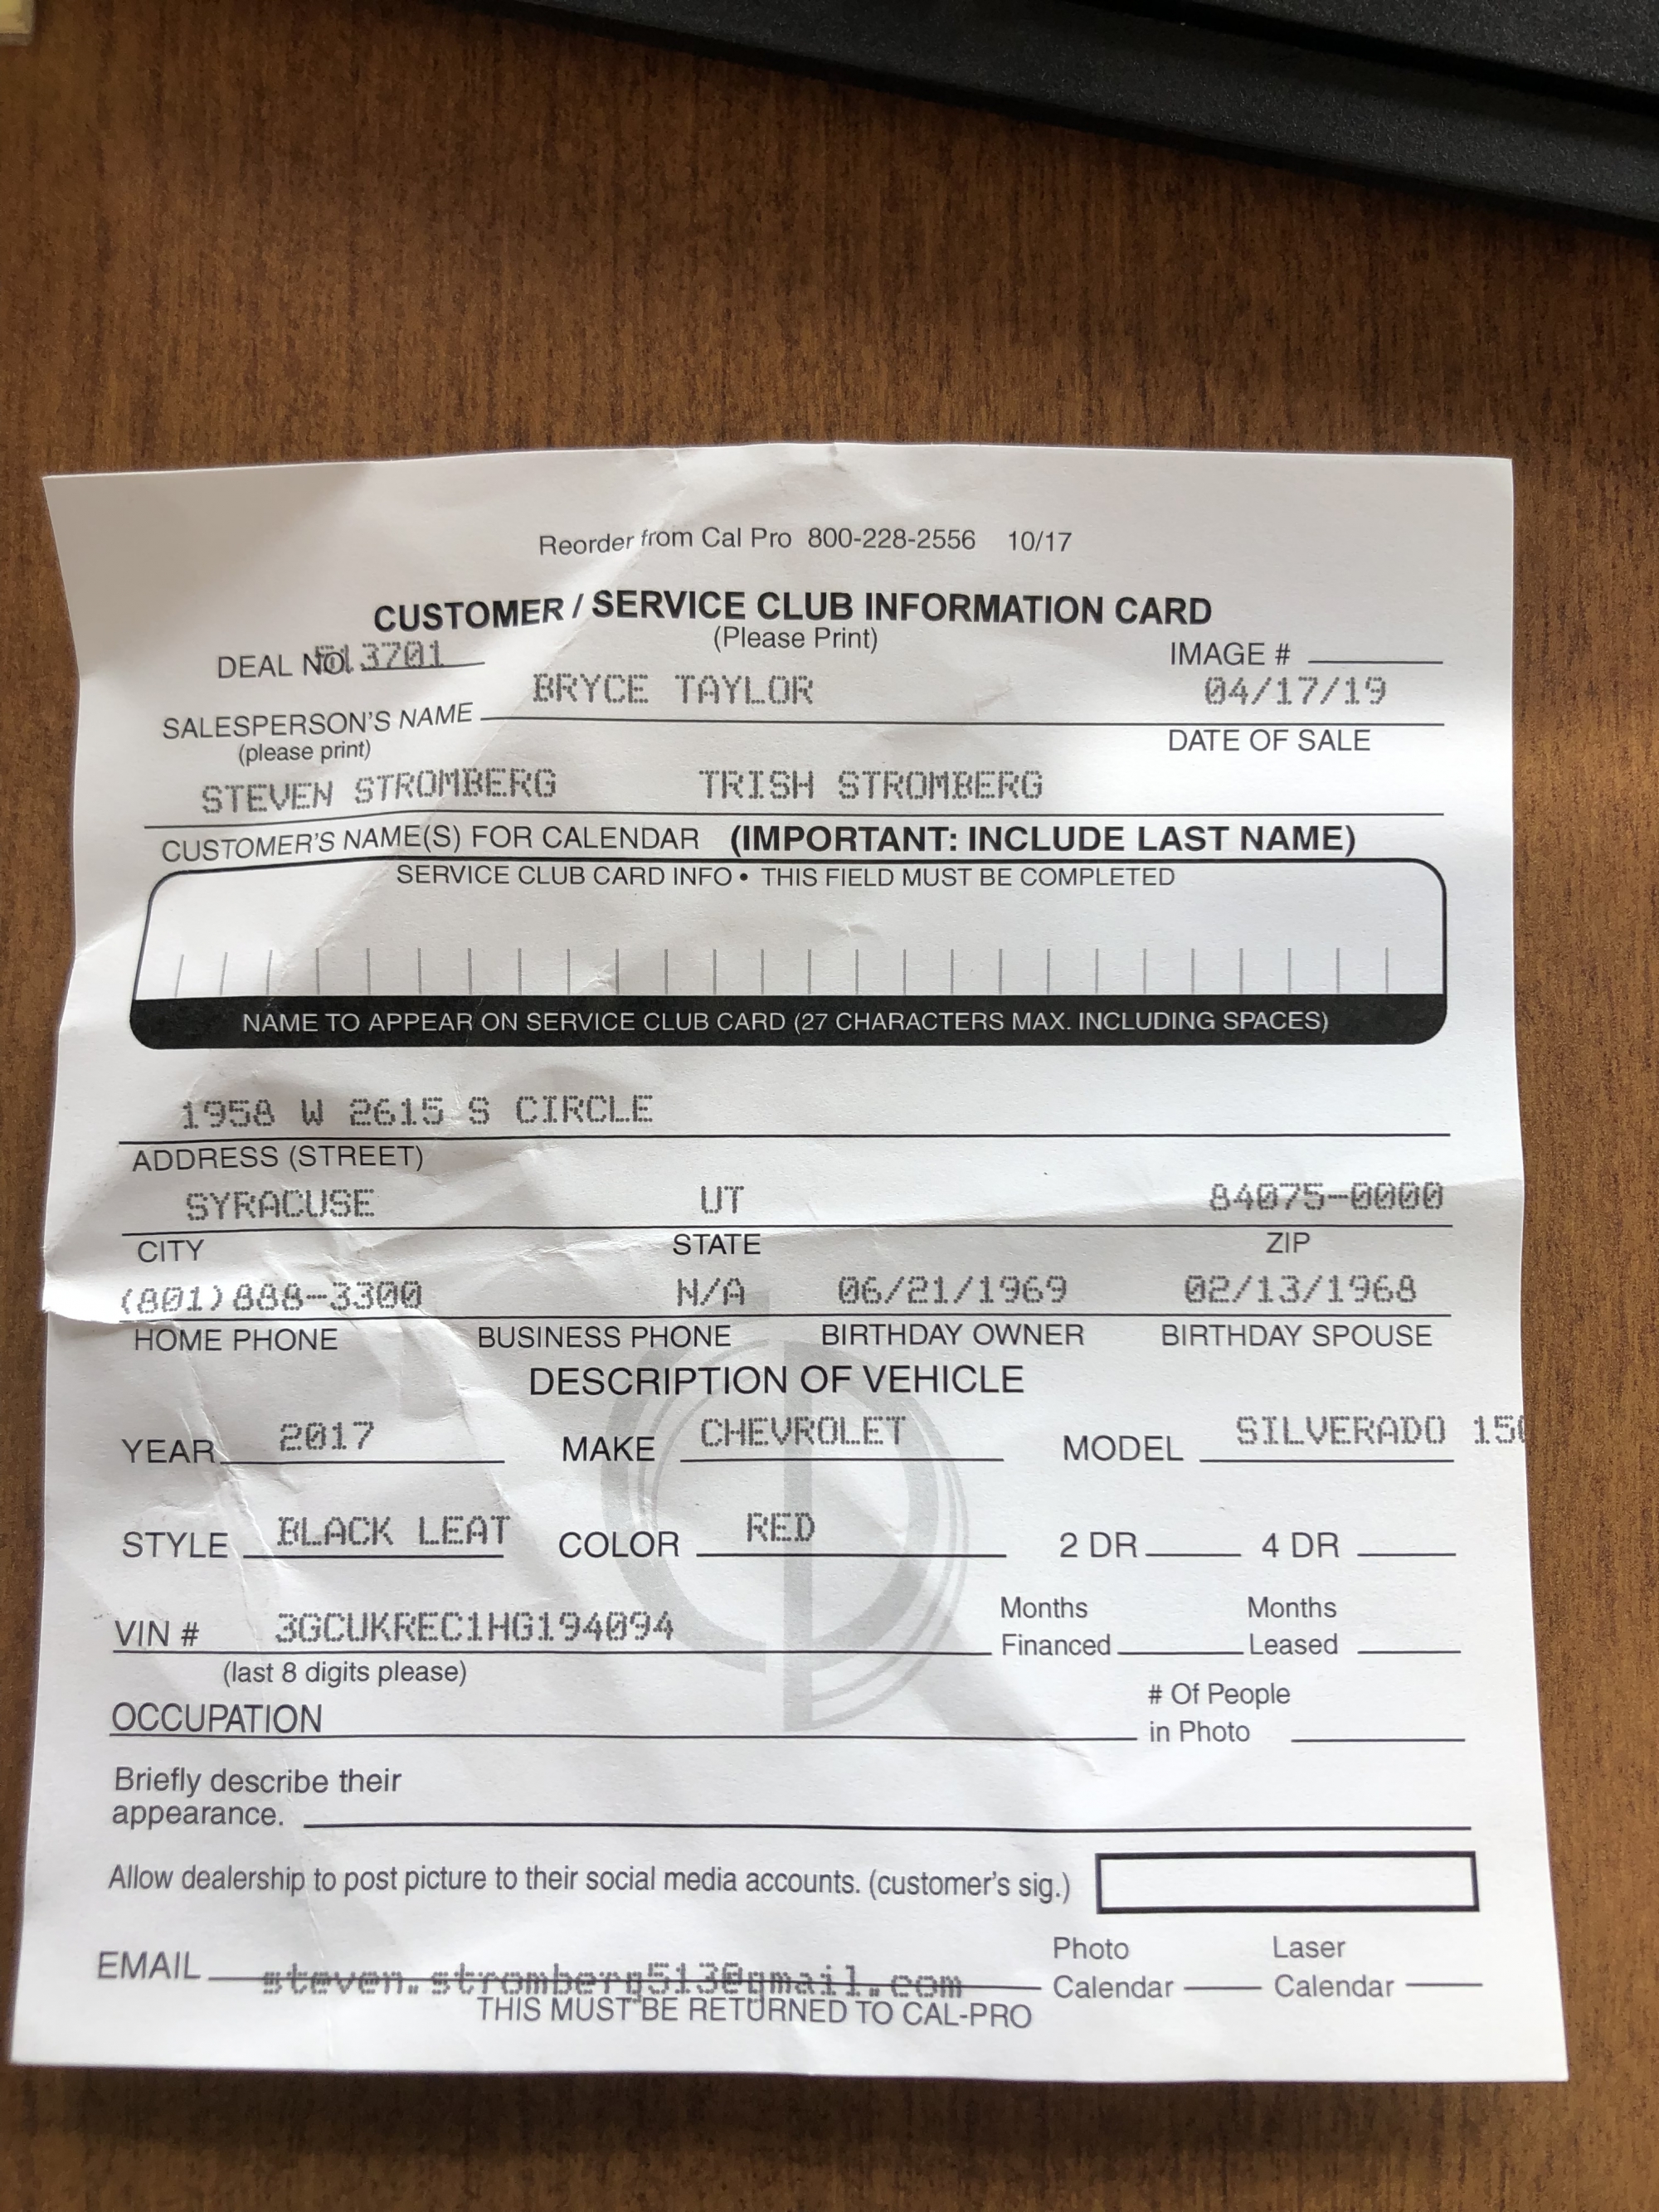 Reorder from Cal Pro 800-228-2556 10/17
CUSTOMER / SERVICE CLUB INFORMATION CARD
(Please Print)
DEAL NO. 513701 IMAGE #
SALESPERSON'S NAME BRYCE TAYLOR 04/17/19
(please print) DATE OF SALE
STEVEN STROMBERG TRISH STROMBERG
CUSTOMER'S NAME(S) FOR CALENDAR (IMPORTANT: INCLUDE LAST NAME)
SERVICE CLUB CARD INFO • THIS FIELD MUST BE COMPLETED
NAME TO APPEAR ON SERVICE CLUB CARD (27 CHARACTERS MAX. INCLUDING SPACES)
1958 W 2615 S CIRCLE
ADDRESS (STREET)
SYRACUSE UT 84075-0000
CITY STATE ZIP
(801)888-3300 N/A 06/21/1969 02/13/1968
HOME PHONE BUSINESS PHONE BIRTHDAY OWNER BIRTHDAY SPOUSE
DESCRIPTION OF VEHICLE
YEAR 2017 MAKE CHEVROLET MODEL SILVERADO 150
STYLE BLACK LEAT COLOR RED 2 DR 4 DR
VIN # 3GCUKREC1HG194094 Months Financed Months Leased
(last 8 digits please)
OCCUPATION # Of People in Photo
Briefly describe their
appearance.
Allow dealership to post picture to their social media accounts. (customer's sig.)
EMAIL steven.stromberg513@gmail.com Photo Calendar Laser Calendar
THIS MUST BE RETURNED TO CAL-PRO